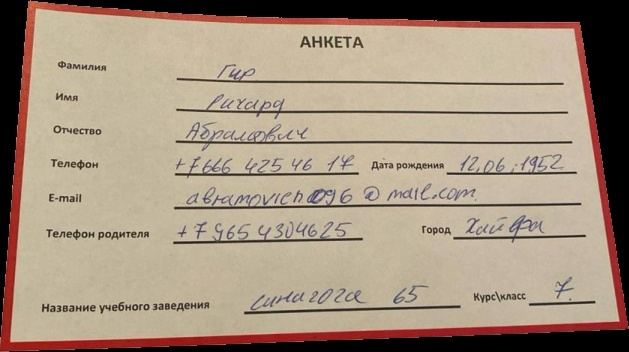 АНКЕТА
Фамилия Гир
Имя Ричард
Отчество Абрамович
Телефон +7 666 425 46 17 Дата рождения 12.06.1952
E-mail abramovich096@mail.com
Телефон родителя +7 965 4304625 Город Хайфа
Название учебного заведения синагога 65 Курс\класс 7.